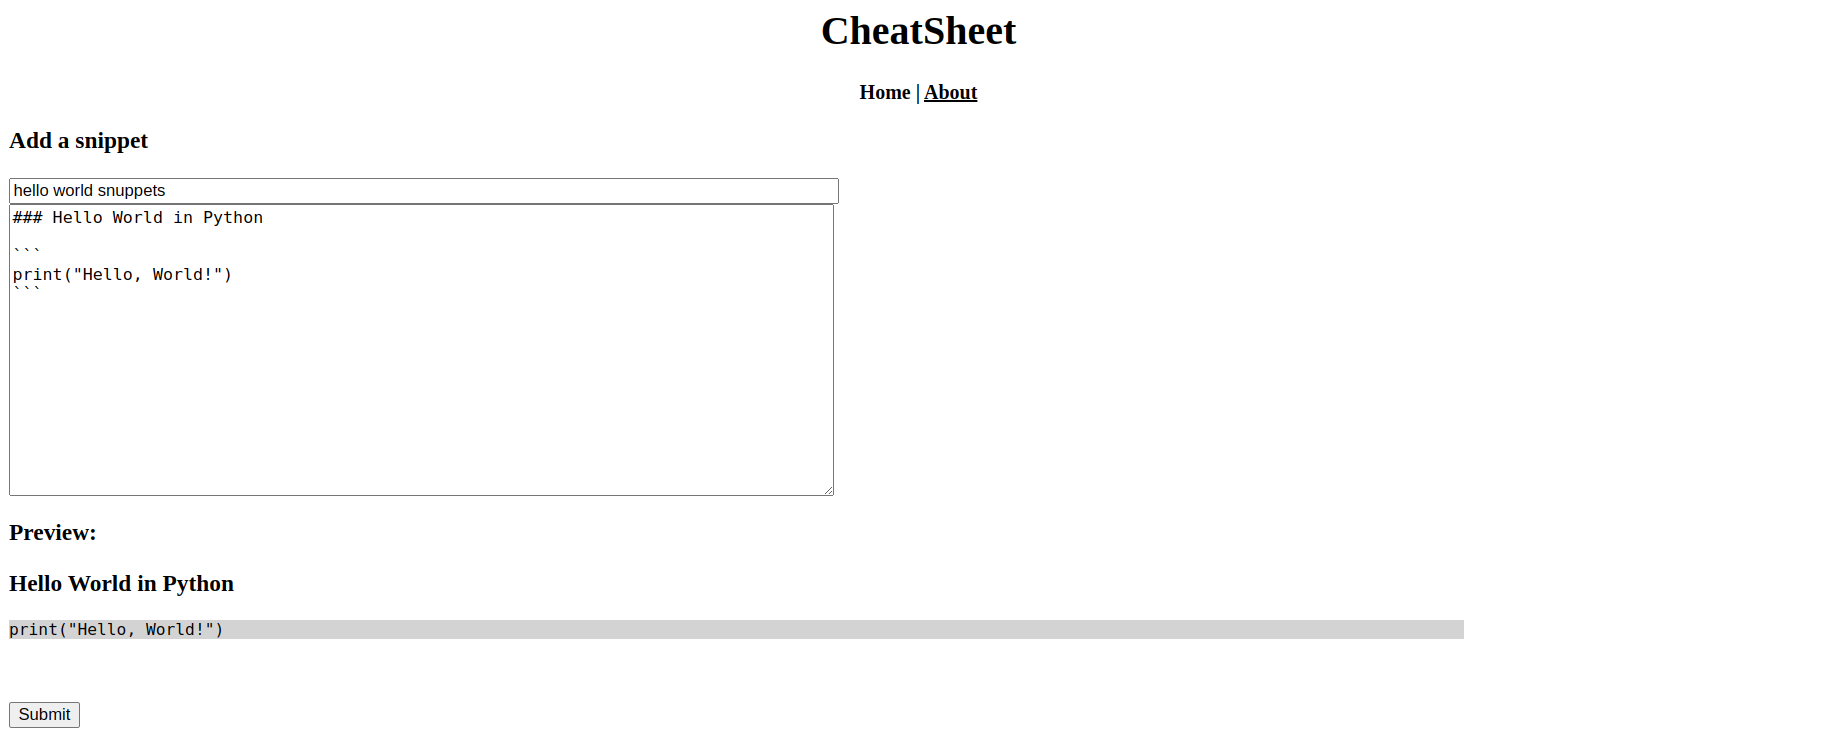 CheatSheet
Home | About
Add a snippet
hello world snuppets
### Hello World in Python
```
print("Hello, World!")
```
Preview:
Hello World in Python
print("Hello, World!")
Submit